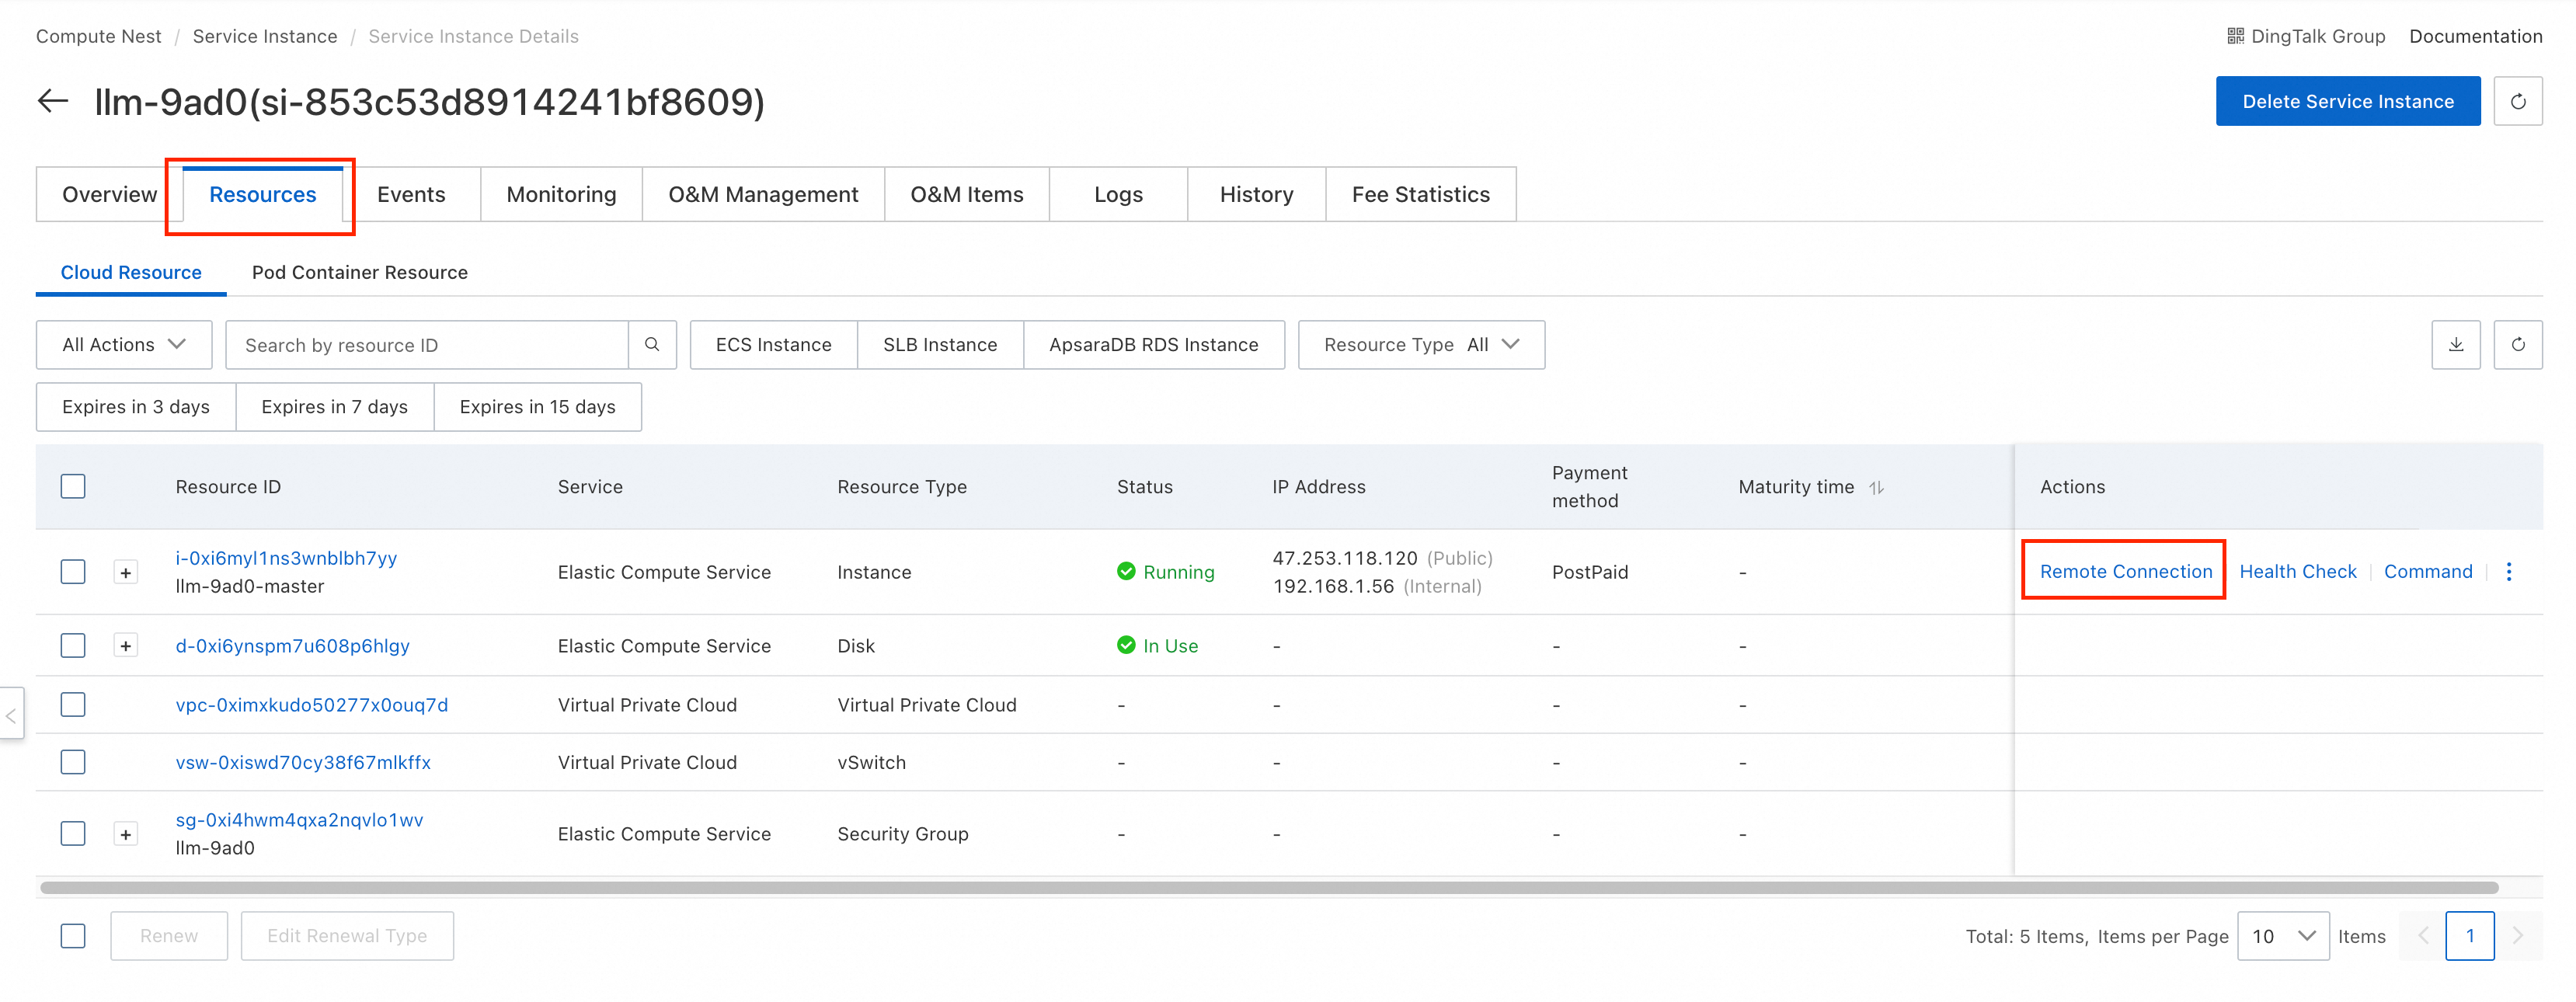 Compute Nest / Service Instance / Service Instance Details
DingTalk Group Documentation
llm-9ad0(si-853c53d8914241bf8609)
Delete Service Instance
Overview Resources Events Monitoring O&M Management O&M Items Logs History Fee Statistics
Cloud Resource Pod Container Resource
All Actions Search by resource ID ECS Instance SLB Instance ApsaraDB RDS Instance Resource Type All
Expires in 3 days Expires in 7 days Expires in 15 days
Resource ID Service Resource Type Status IP Address Payment method Maturity time Actions
i-0xi6myl1ns3wnblbh7yy
llm-9ad0-master
Elastic Compute Service Instance Running
47.253.118.120 (Public)
192.168.1.56 (Internal)
PostPaid - Remote Connection Health Check Command
d-0xi6ynspm7u608p6hlgy Elastic Compute Service Disk In Use - - -
vpc-0ximxkudo50277x0ouq7d Virtual Private Cloud Virtual Private Cloud - - - -
vsw-0xiswd70cy38f67mlkffx Virtual Private Cloud vSwitch - - - -
sg-0xi4hwm4qxa2nqvlo1wv
llm-9ad0
Elastic Compute Service Security Group - - - -
Renew Edit Renewal Type
Total: 5 Items, Items per Page 10 Items < 1 >